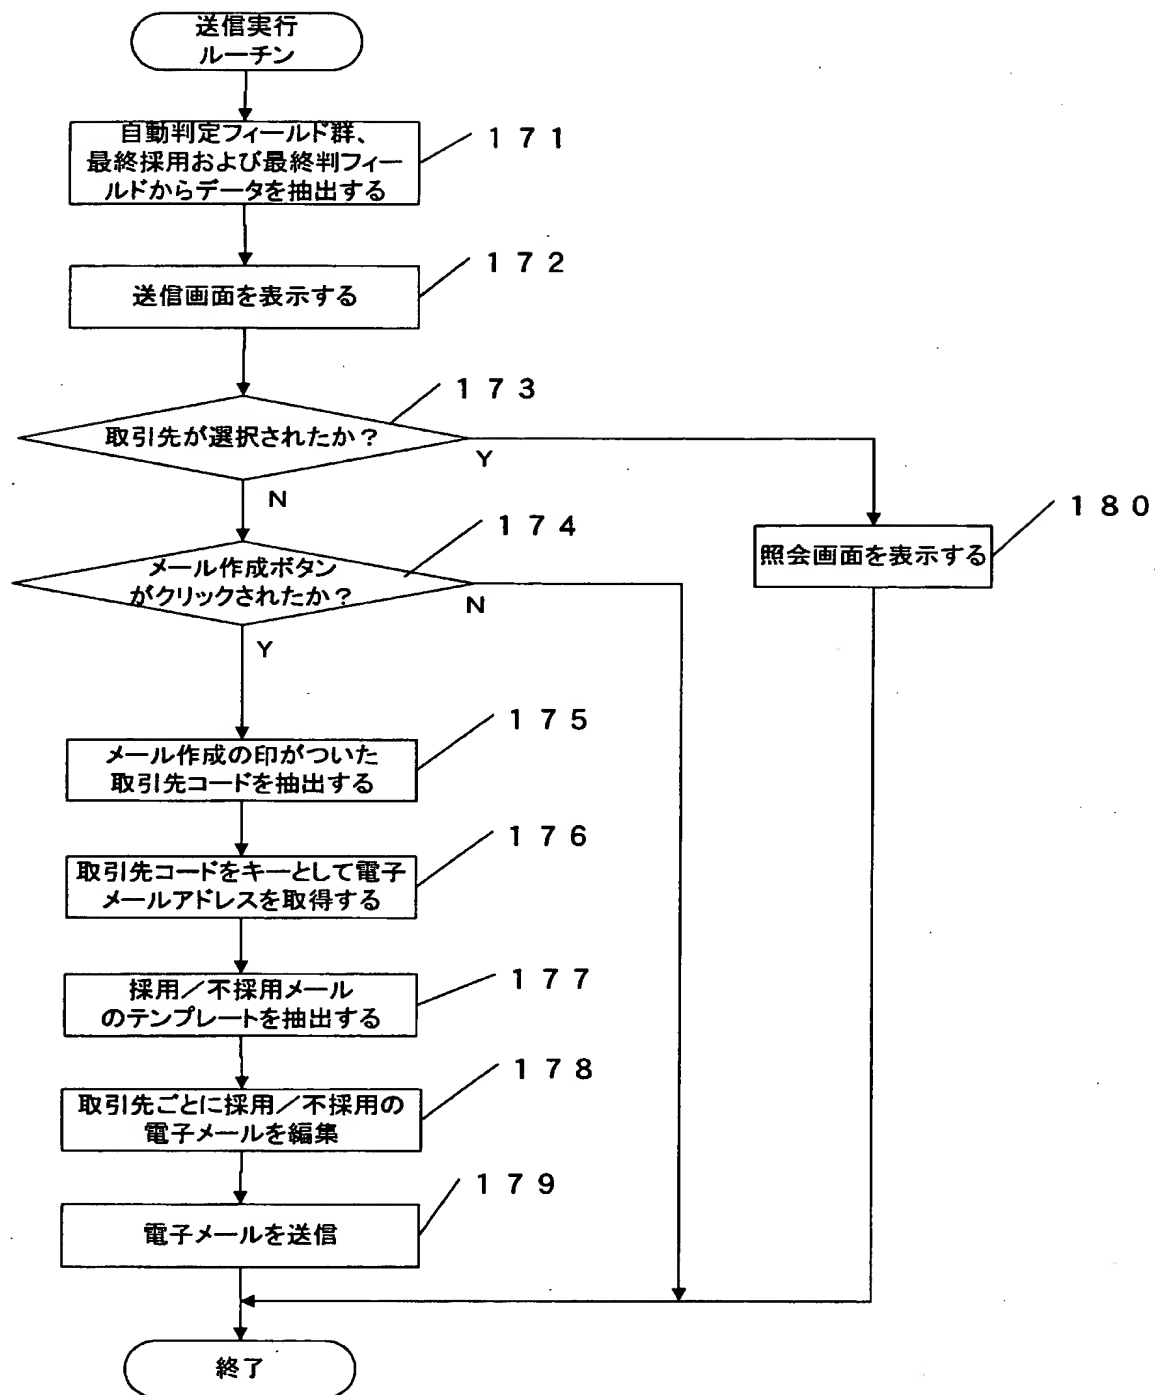 送信実行
ルーチン
自動判定フィールド群、
最終採用および最終判フィー
ルドからデータを抽出する
171
送信画面を表示する
172
173
取引先が選択されたか？
Y
N
174
メール作成ボタン
がクリックされたか？
N
Y
180
照会画面を表示する
175
メール作成の印がついた
取引先コードを抽出する
176
取引先コードをキーとして電子
メールアドレスを取得する
177
採用／不採用メール
のテンプレートを抽出する
178
取引先ごとに採用／不採用の
電子メールを編集
179
電子メールを送信
終了